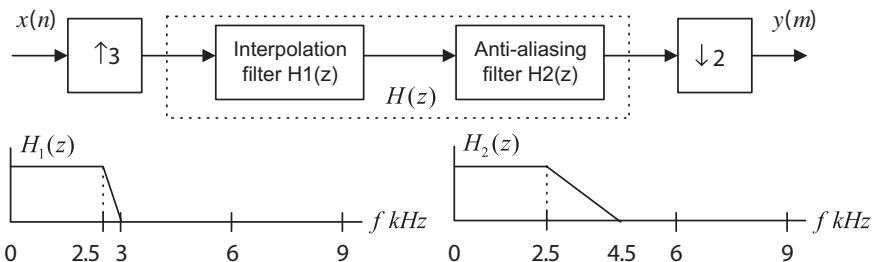 x(n)
y(m)
↑3
Interpolation
filter H1(z)
Anti-aliasing
filter H2(z)
↓2
H(z)
H₁(z)
f kHz
0 2.5 3 6 9
H₂(z)
f kHz
0 2.5 4.5 6 9